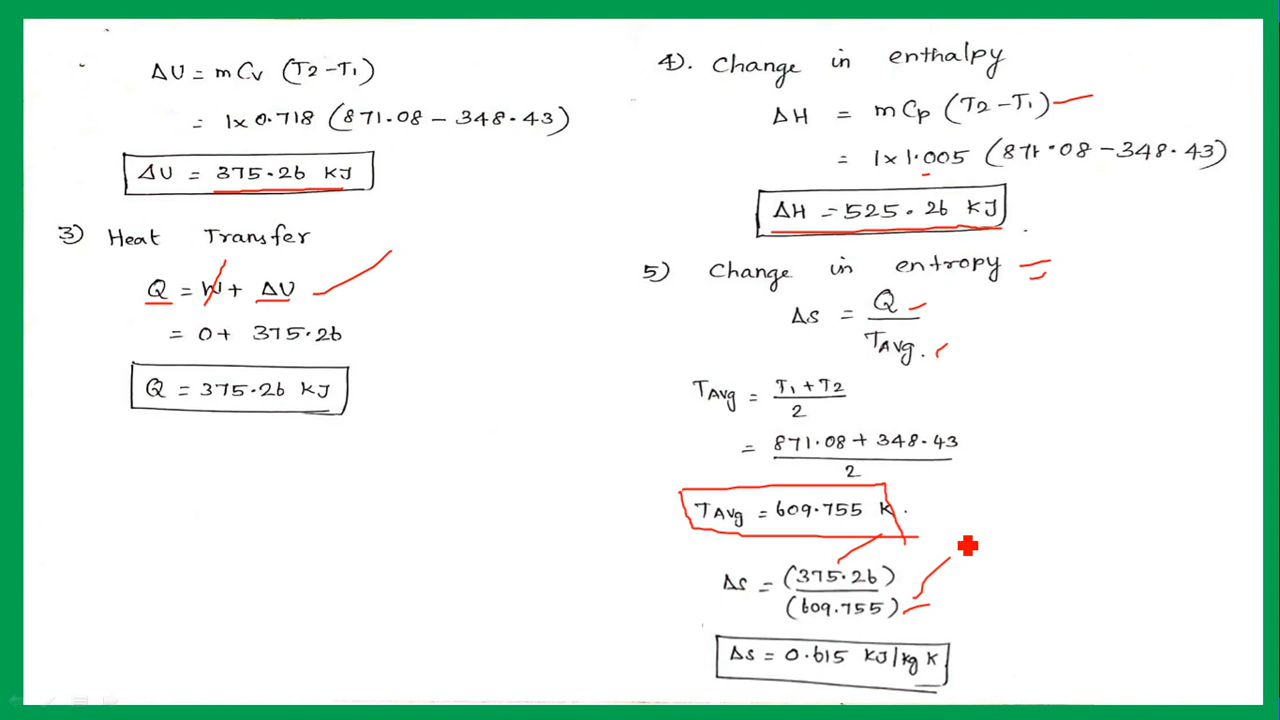 ΔU = mCv (T2-T1)
= 1x 0.718 (871.08 - 348.43)
ΔU = 375.26 KJ
3) Heat Transfer
Q = W + ΔU
= 0+ 375.26
Q = 375.26 KJ
4). Change in enthalpy
ΔH = mCp (T2-T1)
= 1x 1.005 (871.08 - 348.43)
ΔH = 525.26 KJ
5) Change in entropy
Δs = Q
TAvg.
TAvg = T1 + T2
2
= 871.08 + 348.43
2
TAvg = 609.755 K.
Δs = (375.26)
(609.755)
Δs = 0.615 KJ/kg K